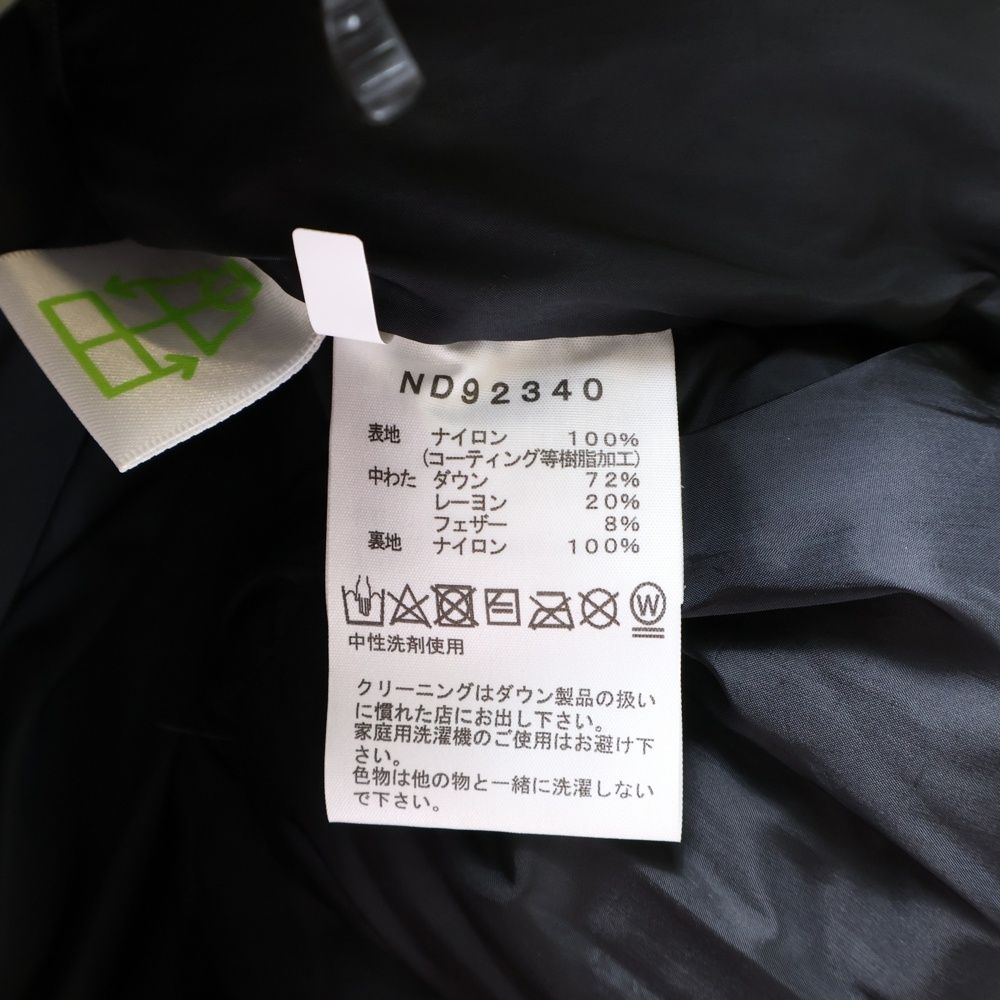 ND92340
表地 ナイロン 100%
(コーティング等樹脂加工)
中わた ダウン 72%
レーヨン 20%
フェザー 8%
裏地 ナイロン 100%
W
中性洗剤使用
クリーニングはダウン製品の扱い
に慣れた店にお出し下さい。
家庭用洗濯機のご使用はお避け下
さい。
色物は他の物と一緒に洗濯しない
で下さい。